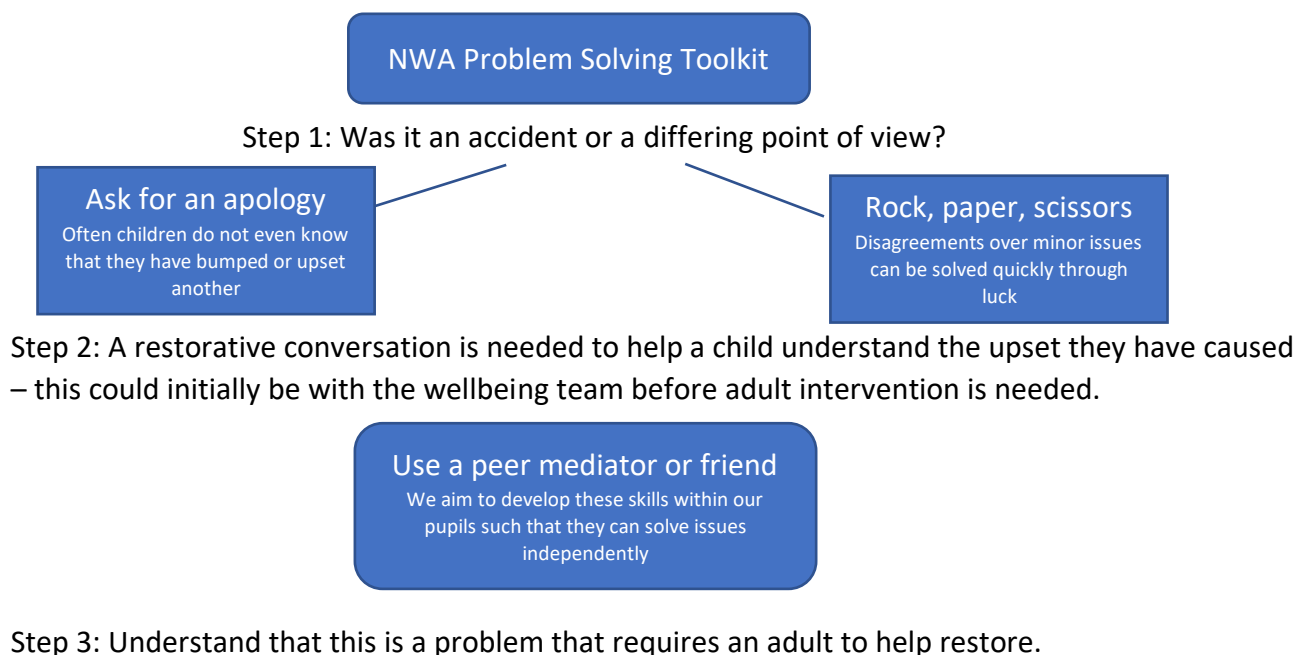 NWA Problem Solving Toolkit
Step 1: Was it an accident or a differing point of view?
Ask for an apology
Often children do not even know
that they have bumped or upset
another
Rock, paper, scissors
Disagreements over minor issues
can be solved quickly through
luck
Step 2: A restorative conversation is needed to help a child understand the upset they have caused
– this could initially be with the wellbeing team before adult intervention is needed.
Use a peer mediator or friend
We aim to develop these skills within our
pupils such that they can solve issues
independently
Step 3: Understand that this is a problem that requires an adult to help restore.